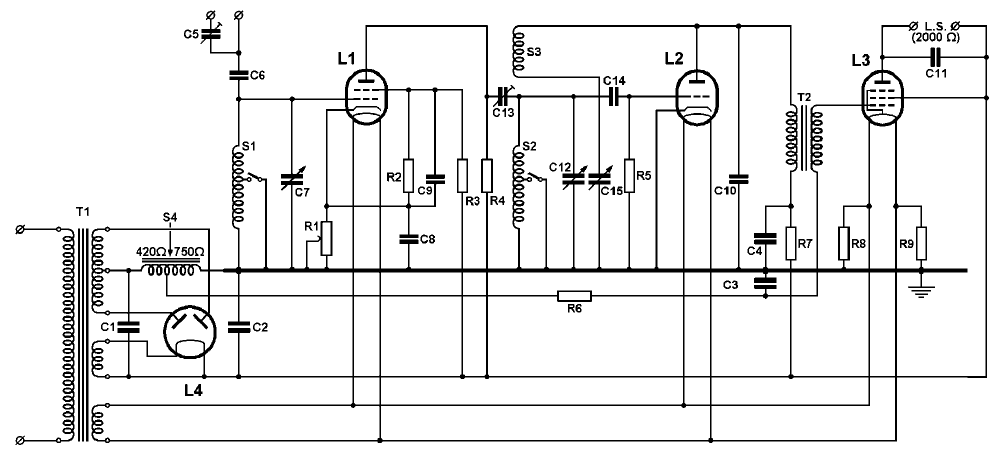 C5
C6
L1
L2
L3
L.S.
(2000 Ω)
C11
S3
C14
C13
T2
S1
C7
R2
C9
R3
R4
S2
C12
C15
R5
C10
T1
S4
420Ω 750Ω
R1
C8
C4
R7
R8
R9
C3
R6
C1
C2
L4